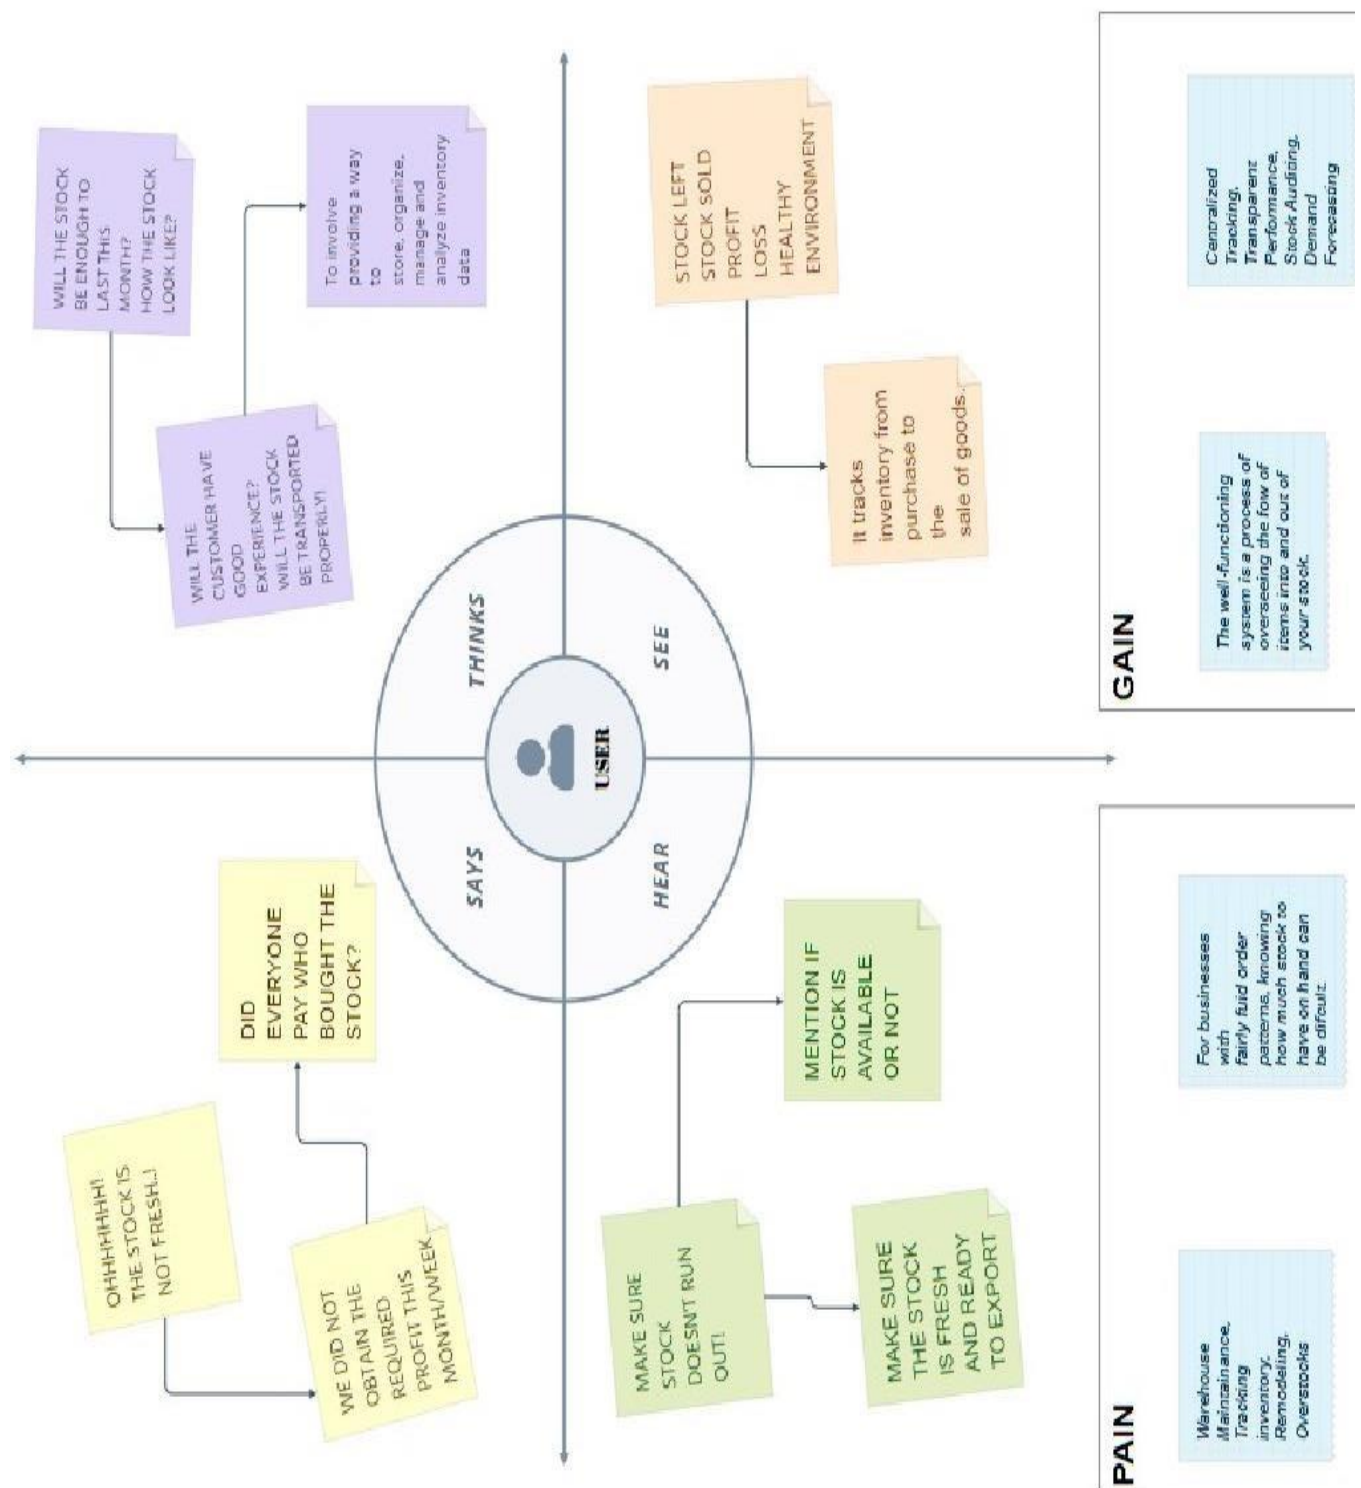 OHHHHHHH!
THE STOCK IS
NOT FRESH..!
WE DID NOT
OBTAIN THE
REQUIRED
PROFIT THIS
MONTH/WEEK
DID
EVERYONE
PAY WHO
BOUGHT THE
STOCK?
SAYS
WILL THE STOCK
BE ENOUGH TO
LAST THIS
MONTH?
HOW THE STOCK
LOOK LIKE?
WILL THE
CUSTOMER HAVE
GOOD
EXPERIENCE?
WILL THE STOCK
BE TRANSPORTED
PROPERLY!
To involve
providing a way
to
store, organize,
manage and
analyze inventory
data
THINKS
USER
HEAR
MAKE SURE
STOCK
DOESN'T RUN
OUT!
MENTION IF
STOCK IS
AVAILABLE
OR NOT
MAKE SURE
THE STOCK
IS FRESH
AND READY
TO EXPORT
SEE
STOCK LEFT
STOCK SOLD
PROFIT
LOSS
HEALTHY
ENVIRONMENT
It tracks
inventory from
purchase to
the
sale of goods.
PAIN
Warehouse
Maintainance,
Tracking
inventory,
Remodeling,
Overstocks
For businesses
with
fairly fuid order
patterns, knowing
how much stock to
have on hand can
be difcult.
GAIN
The well-functioning
system is a process of
overseeing the fow of
items into and out of
your stock.
Centralized
Tracking,
Transparent
Performance,
Stock Auditing,
Demand
Forecasting